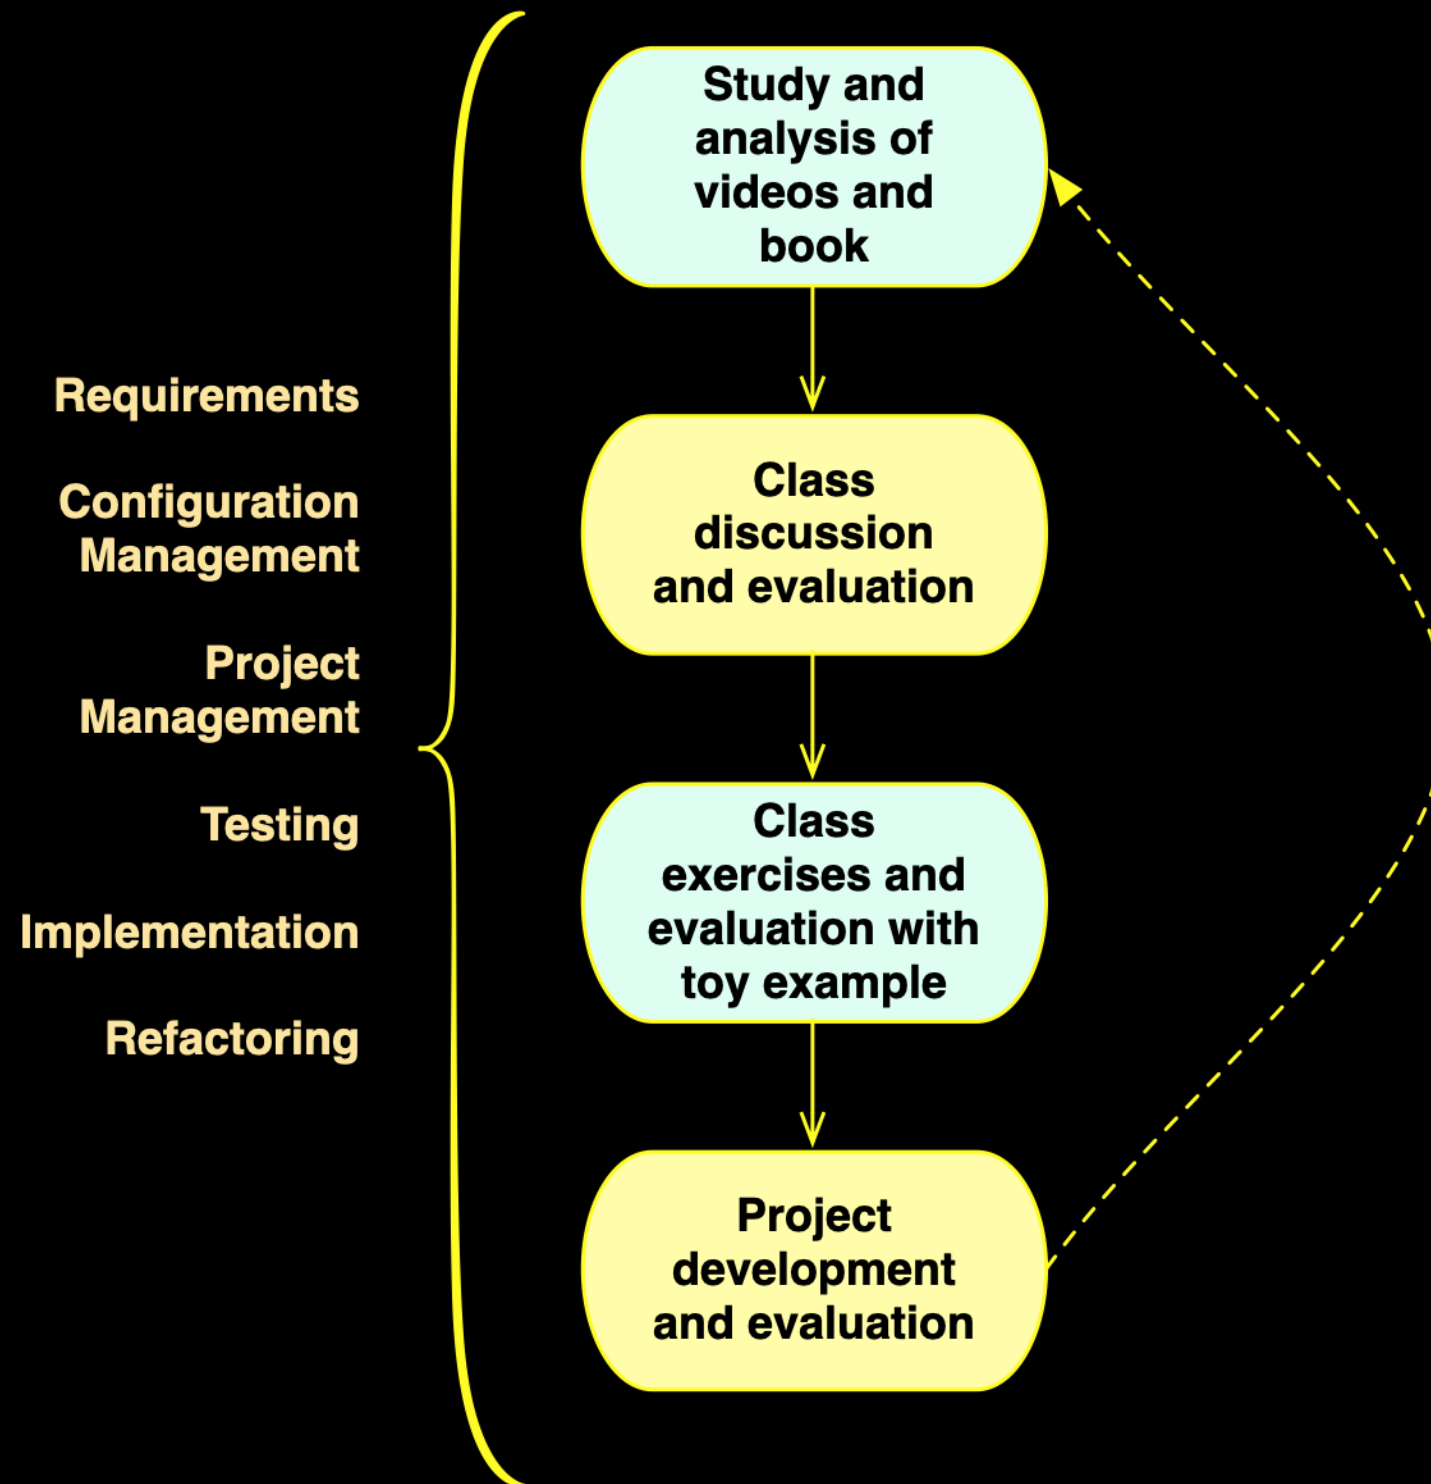 Requirements
Configuration
Management
Project
Management
Testing
Implementation
Refactoring
Study and
analysis of
videos and
book
Class
discussion
and evaluation
Class
exercises and
evaluation with
toy example
Project
development
and evaluation